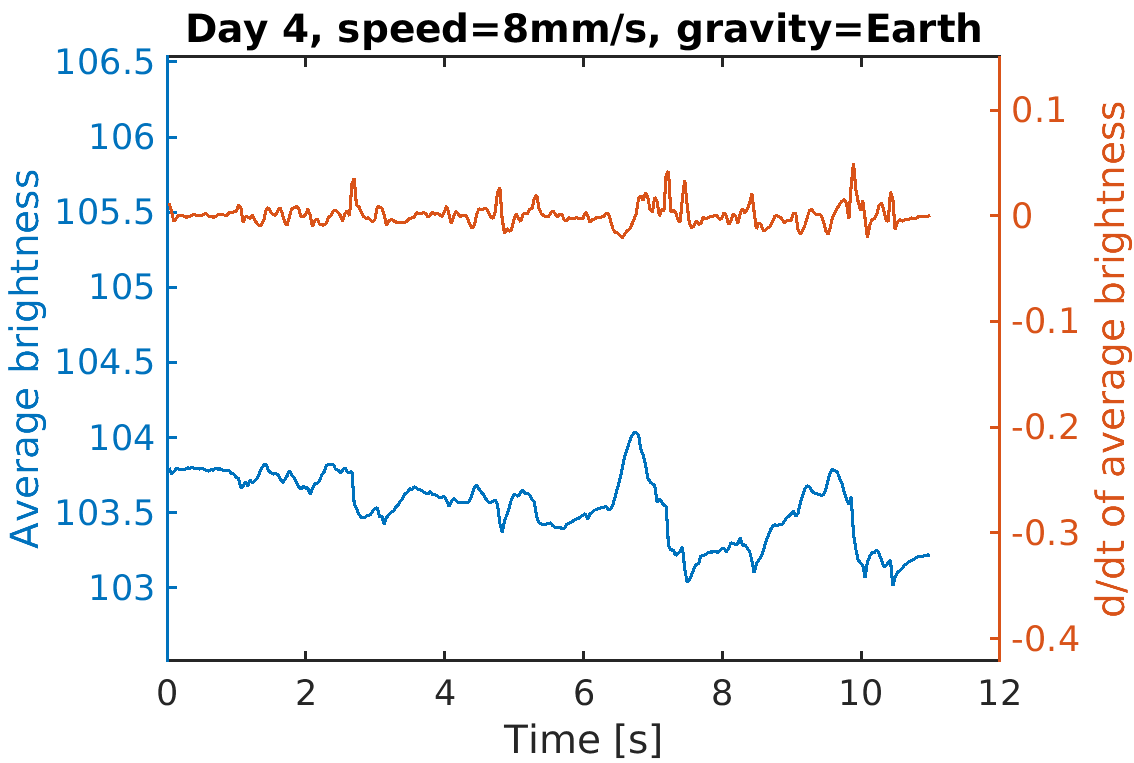 Day 4, speed=8mm/s, gravity=Earth
Average brightness
106.5
106
105.5
105
104.5
104
103.5
103
0.1
0
-0.1
-0.2
-0.3
-0.4
d/dt of average brightness
0 2 4 6 8 10 12
Time [s]